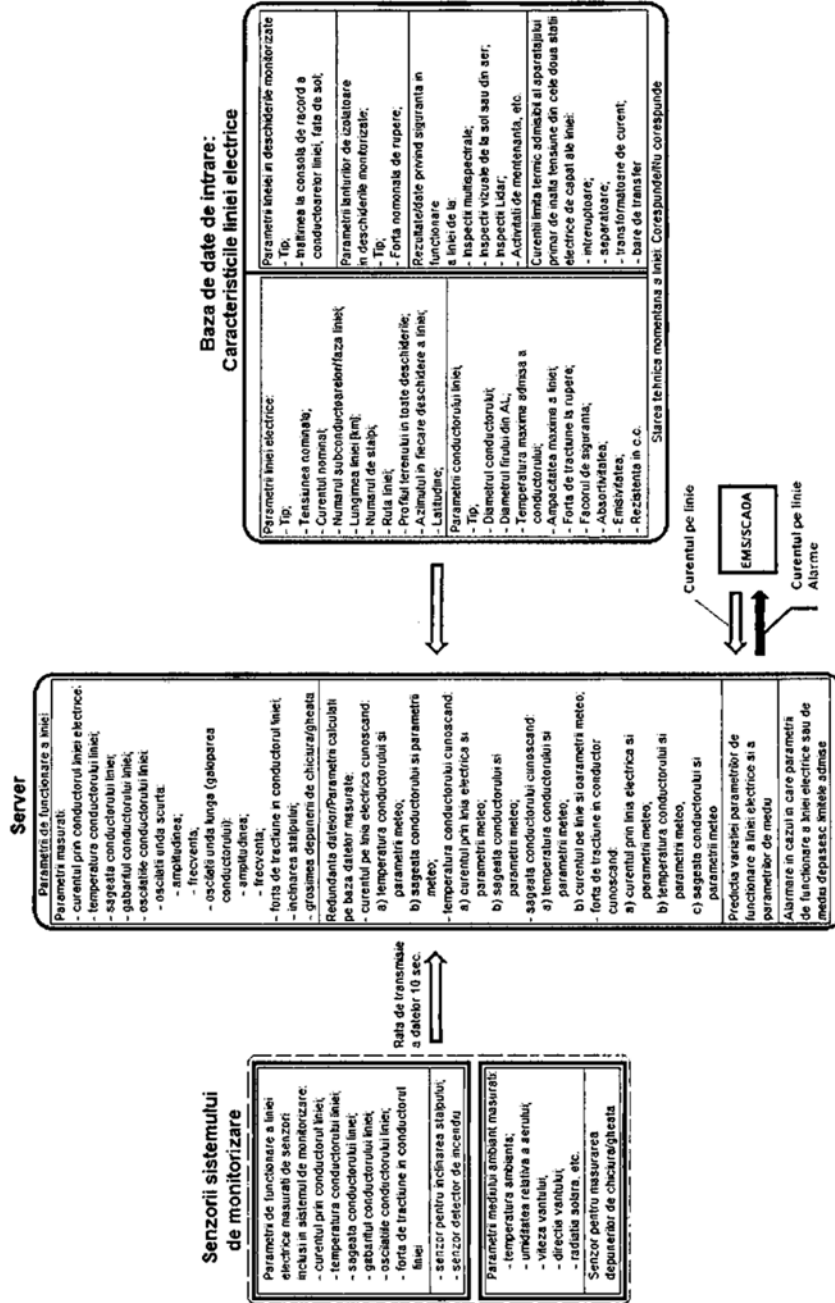 Senzorii sistemului
de monitorizare
Parametrii de functionare a liniei
electrice masurati de senzori
inclusi in sistemul de monitorizare:
- curentul prin conductorul liniei;
- temperatura conductorului liniei;
- sageata conductorului liniei;
- gabaritul conductorului liniei;
- oscilatiile conductorului liniei;
- forta de tractiune in conductorul
liniei
- senzor pentru inclinarea stalpului;
- senzor detector de incendiu
Parametrii mediului ambiant masurati:
- temperatura ambianta;
- umiditatea relativa a aerului;
- viteza vantului;
- directia vantului;
- radiatia solara, etc.
Senzor pentru masurarea
depunerilor de chiciura/gheata
Rata de transmisie
a datelor 10 sec.
Server
Parametrii de functionare a liniei
Parametrii masurati:
- curentul prin conductorul liniei electrice:
- temperatura conductorului liniei;
- sageata conductorului liniei;
- gabaritul conductorului liniei;
- oscilatiile conductorului liniei:
- oscilatii unda scurta:
- amplitudinea;
- frecventa;
- oscilatii unda lunga (galoparea
conductorului):
- amplitudinea;
- frecventa;
- forta de tractiune in conductorul liniei,
- inclinarea stalpului;
- grosimea depunerii de chiciura/gheata
Redundanta datelor/Parametrii calculati
pe baza datelor masurate:
- curentul pe linia electrica cunoscand:
a) temperatura conductorului si
parametrii meteo;
b) sageata conductorului si parametrii
meteo;
- temperatura conductorului cunoscand:
a) curentul prin linia electrica si
parametrii meteo;
b) sageata conductorului si
parametrii meteo;
- sageata conductorului cunoscand:
a) temperatura conductorului si
parametrii meteo;
b) curentul pe linie si parametrii meteo;
- forta de tractiune in conductor
cunoscand:
a) curentul prin linia electrica si
parametrii meteo;
b) temperatura conductorului si
parametrii meteo,
c) sageata conductorului si
parametrii meteo
Predictia variatiei parametrilor de
functionare a liniei electrice si a
parametrilor de mediu
Alarmare in cazul in care parametrii
de functionare a liniei electrice sau de
mediu depasesc limitele admise
Baza de date de intrare:
Caracteristicile liniei electrice
Parametrii liniei electrice:
- Tip;
- Tensiunea nominala;
- Curentul nominal;
- Numarul subconductoarelor/faza liniei;
- Lungimea liniei [km];
- Numarul de stalpi;
- Ruta liniei;
- Profilul terenului in toate deschiderile;
- Azimutul in fiecare deschidere a liniei;
- Latitudine;
Parametrii conductorului liniei;
- Tip;
- Diametrul conductorului;
- Diametrul firului din AL;
- Temperatura maxima admisa a
conductorului;
- Ampacitatea maxima a liniei;
- Forta de tractiune la rupere;
- Facorul de siguranta;
- Absortivitatea;
- Emisivitatea;
- Rezistenta in c.c.
Parametrii linieiei in deschiderile monitorizate
- Tip;
- Inaltimea la consola de racord a
conductoarelor liniei, fata de sol;
Parametrii lanturilor de izolatoare
in deschiderile monitorizate;
- Tip;
- Forta nomonala de rupere;
Rezultate/date privind siguranta in
functionare
a liniei de la:
- Inspectii multispectrale;
- Inspectii vizuale de la sol sau din aer;
- Inspectii Lidar;
- Activitati de mentenanta, etc.
Curentii limita termic admisibil al aparatajului
primar de inalta tensiune din cele doua statii
electrice de capat ale liniei:
- intreruptoare;
- separatoare;
- transformatoare de curent;
- bare de transfer
Starea tehnica momentana a liniei: Corespunde/Nu corespunde
Curentul pe linie
EMS/SCADA
Curentul pe linie
Alarme